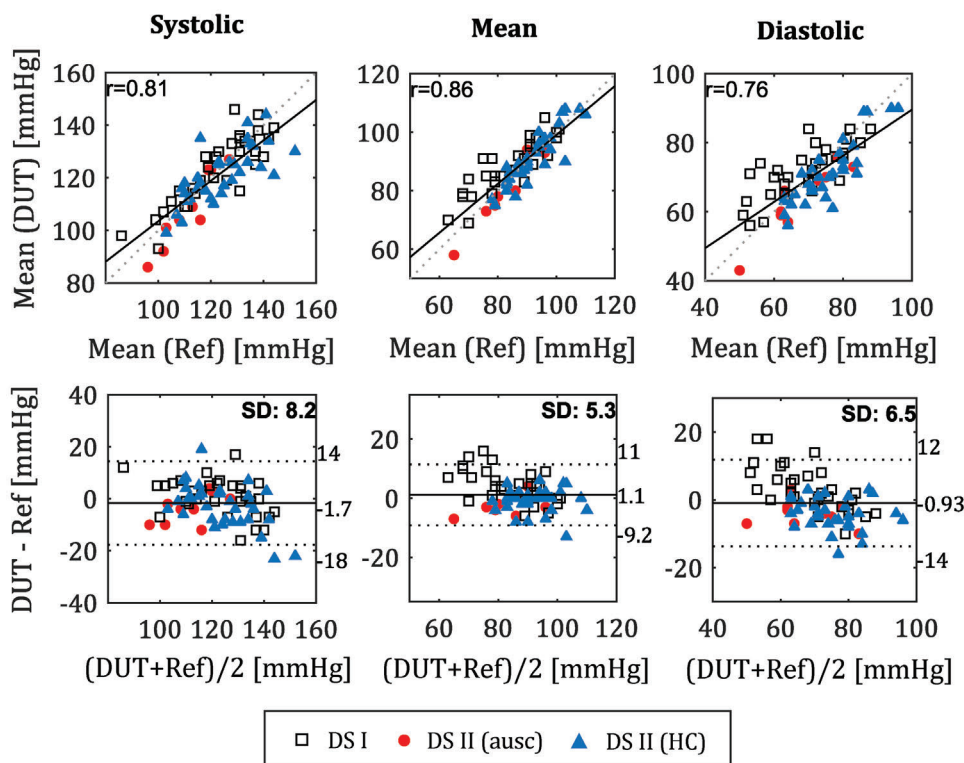 Systolic
Mean
Diastolic
Mean (DUT) [mmHg]
160
140
120
100
80
r=0.81
100 120 140 160
Mean (Ref) [mmHg]
120
100
80
60
r=0.86
60 80 100 120
Mean (Ref) [mmHg]
100
80
60
40
r=0.76
40 60 80 100
Mean (Ref) [mmHg]
DUT - Ref [mmHg]
40
20
0
-20
-40
SD: 8.2
14
-1.7
-18
100 120 140 160
(DUT+Ref)/2 [mmHg]
20
0
-20
SD: 5.3
11
1.1
-9.2
60 80 100 120
(DUT+Ref)/2 [mmHg]
20
0
-20
SD: 6.5
12
-0.93
-14
40 60 80 100
(DUT+Ref)/2 [mmHg]
DS I DS II (ausc) DS II (HC)